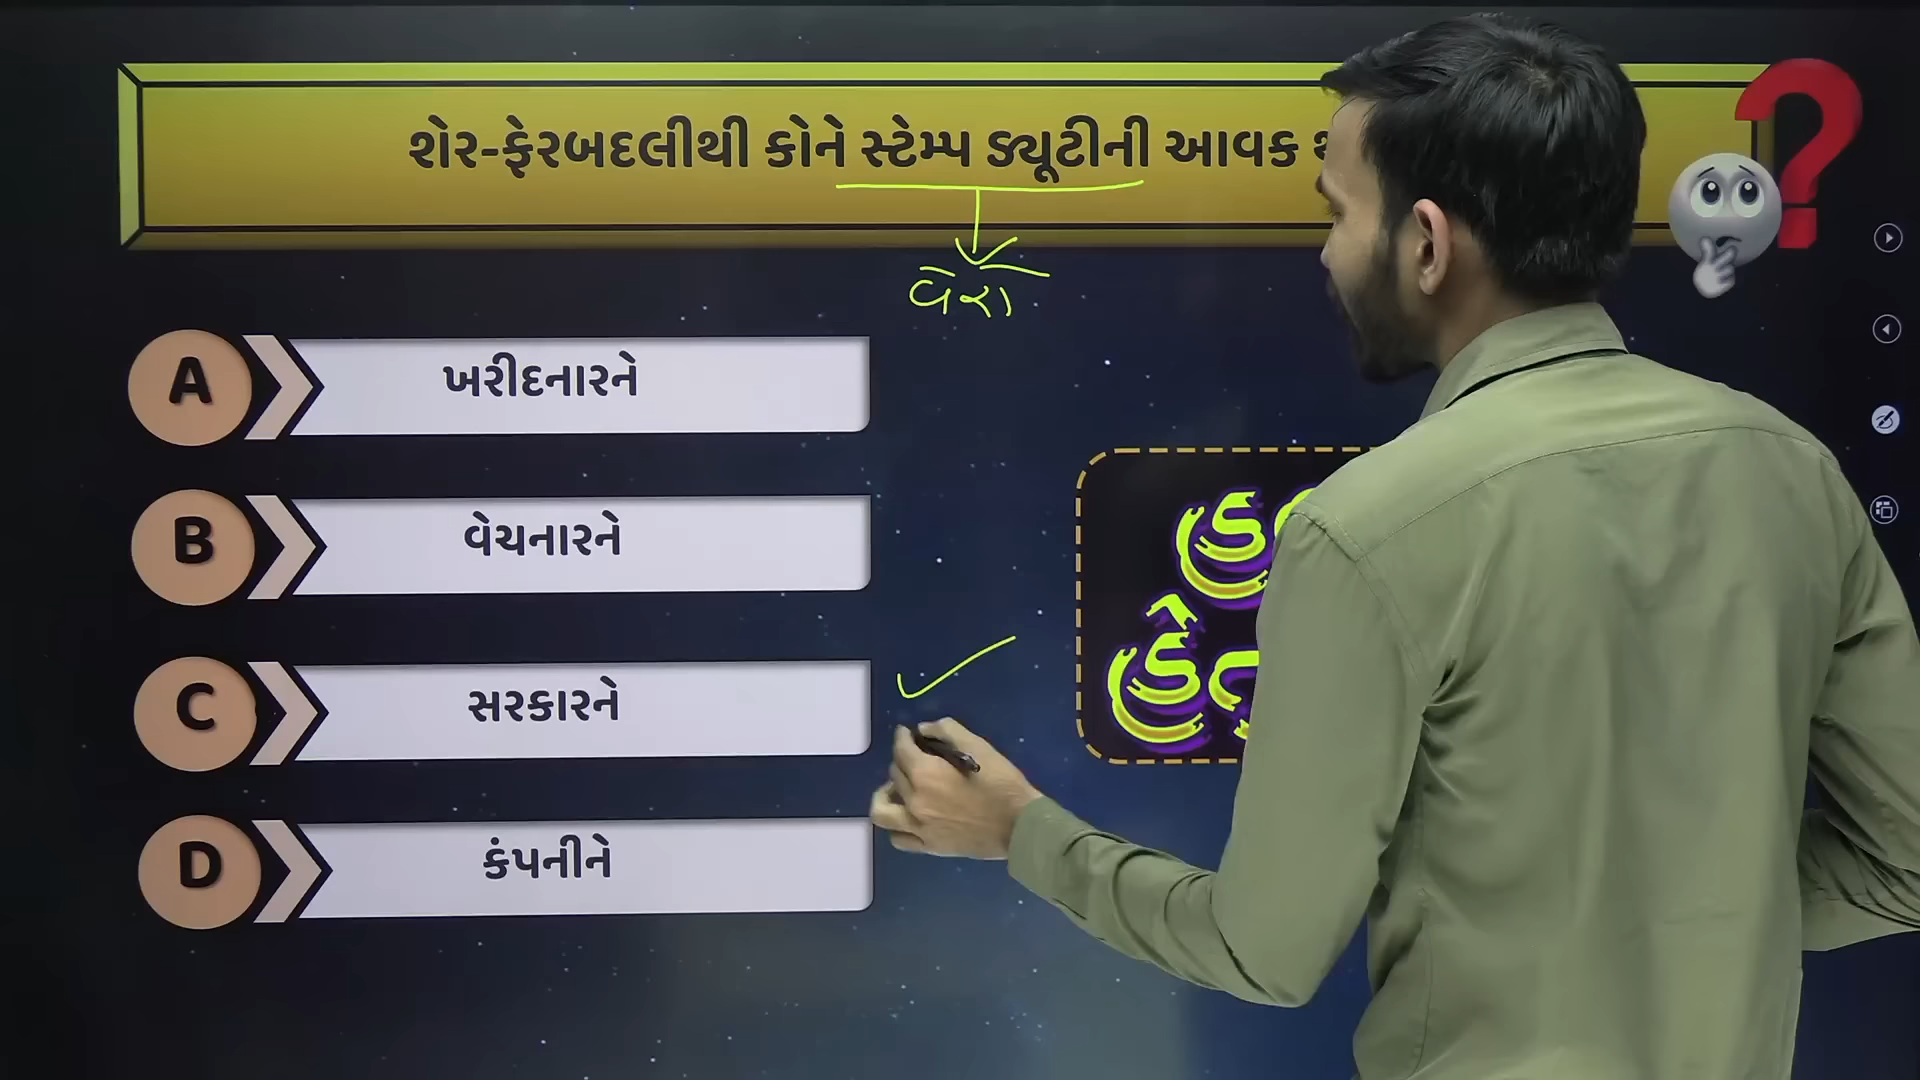 શેર-ફેરબદલીથી કોને સ્ટેમ્પ ડ્યૂટીની આવક
વેરા
A ખરીદનારને
B વેચનારને
C સરકારને
D કંપનીને